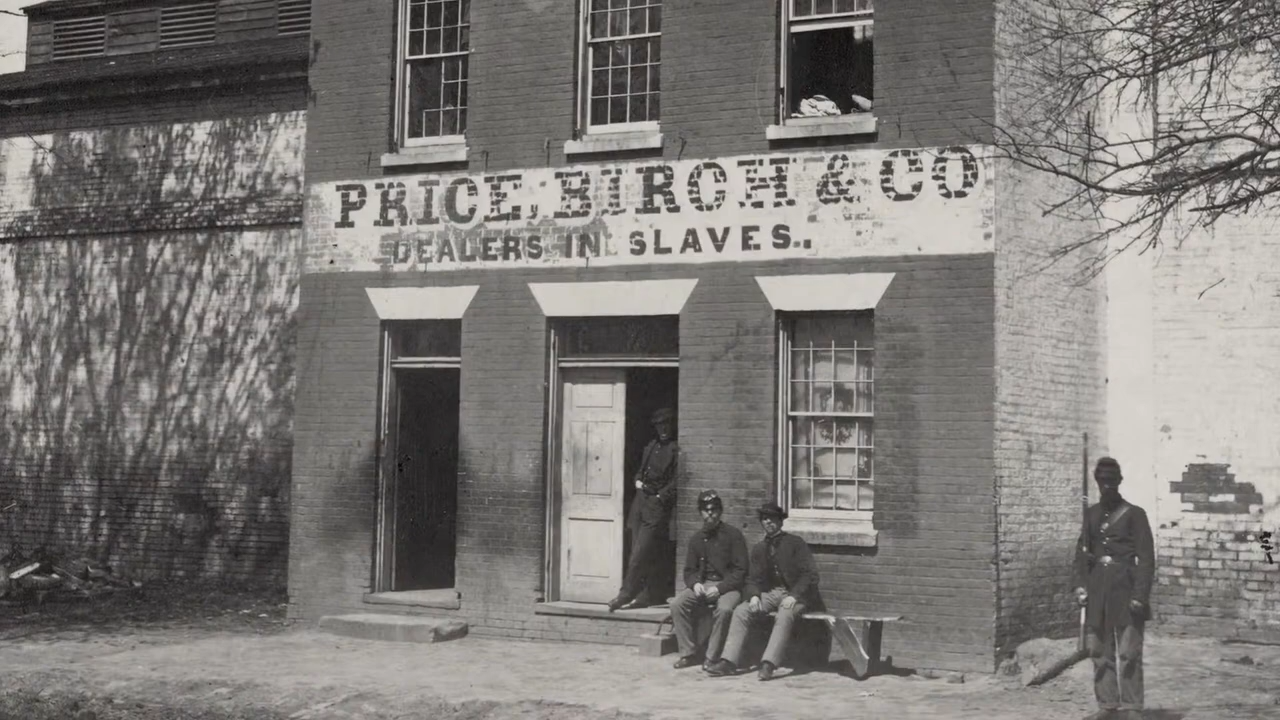 PRICE, BIRCH & CO
DEALERS IN SLAVES.